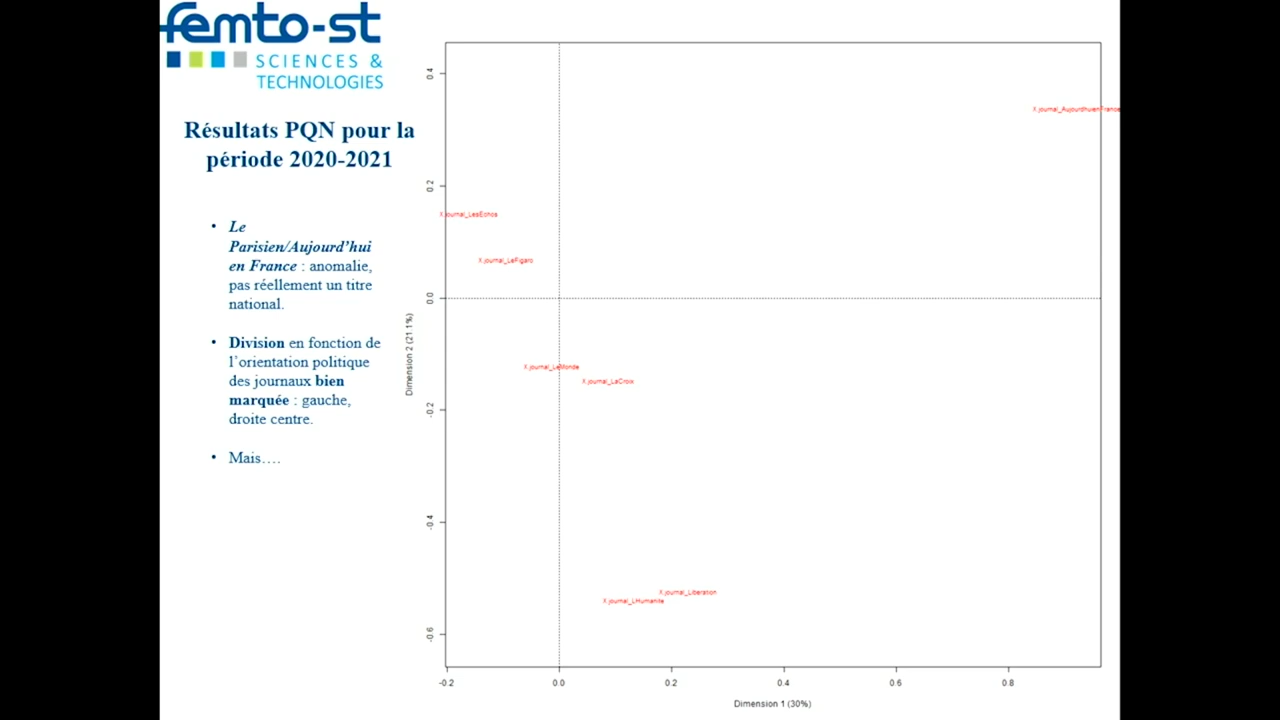 femto-st
SCIENCES &
TECHNOLOGIES
Résultats PQN pour la
période 2020-2021
• Le
Parisien/Aujourd’hui
en France : anomalie,
pas réellement un titre
national.
• Division en fonction de
l’orientation politique
des journaux bien
marquée : gauche,
droite centre.
• Mais….
X.journal_AujourdhuienFrance
X.journal_LesEchos
X.journal_LeFigaro
X.journal_LeMonde
X.journal_LaCroix
X.journal_Liberation
X.journal_LHumanite
0.4
0.2
0.0
-0.2
-0.4
-0.6
Dimension 2 (21.1%)
-0.2 0.0 0.2 0.4 0.6 0.8
Dimension 1 (30%)